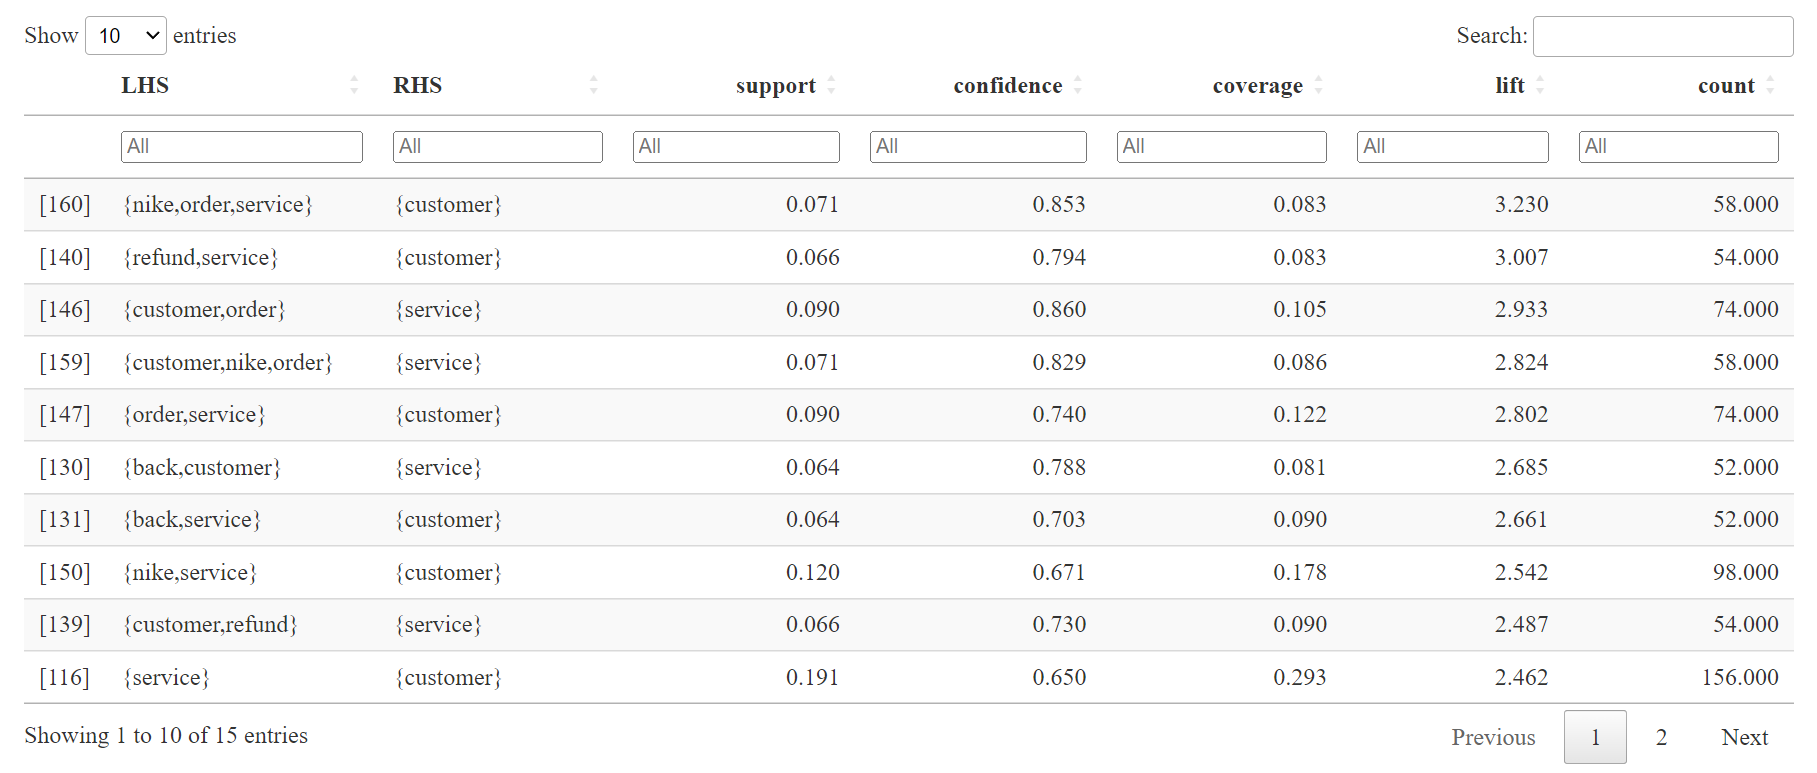 Show 10 entries Search:
LHS RHS support confidence coverage lift count
All All All All All All All
[160] {nike,order,service} {customer} 0.071 0.853 0.083 3.230 58.000
[140] {refund,service} {customer} 0.066 0.794 0.083 3.007 54.000
[146] {customer,order} {service} 0.090 0.860 0.105 2.933 74.000
[159] {customer,nike,order} {service} 0.071 0.829 0.086 2.824 58.000
[147] {order,service} {customer} 0.090 0.740 0.122 2.802 74.000
[130] {back,customer} {service} 0.064 0.788 0.081 2.685 52.000
[131] {back,service} {customer} 0.064 0.703 0.090 2.661 52.000
[150] {nike,service} {customer} 0.120 0.671 0.178 2.542 98.000
[139] {customer,refund} {service} 0.066 0.730 0.090 2.487 54.000
[116] {service} {customer} 0.191 0.650 0.293 2.462 156.000
Showing 1 to 10 of 15 entries Previous 1 2 Next